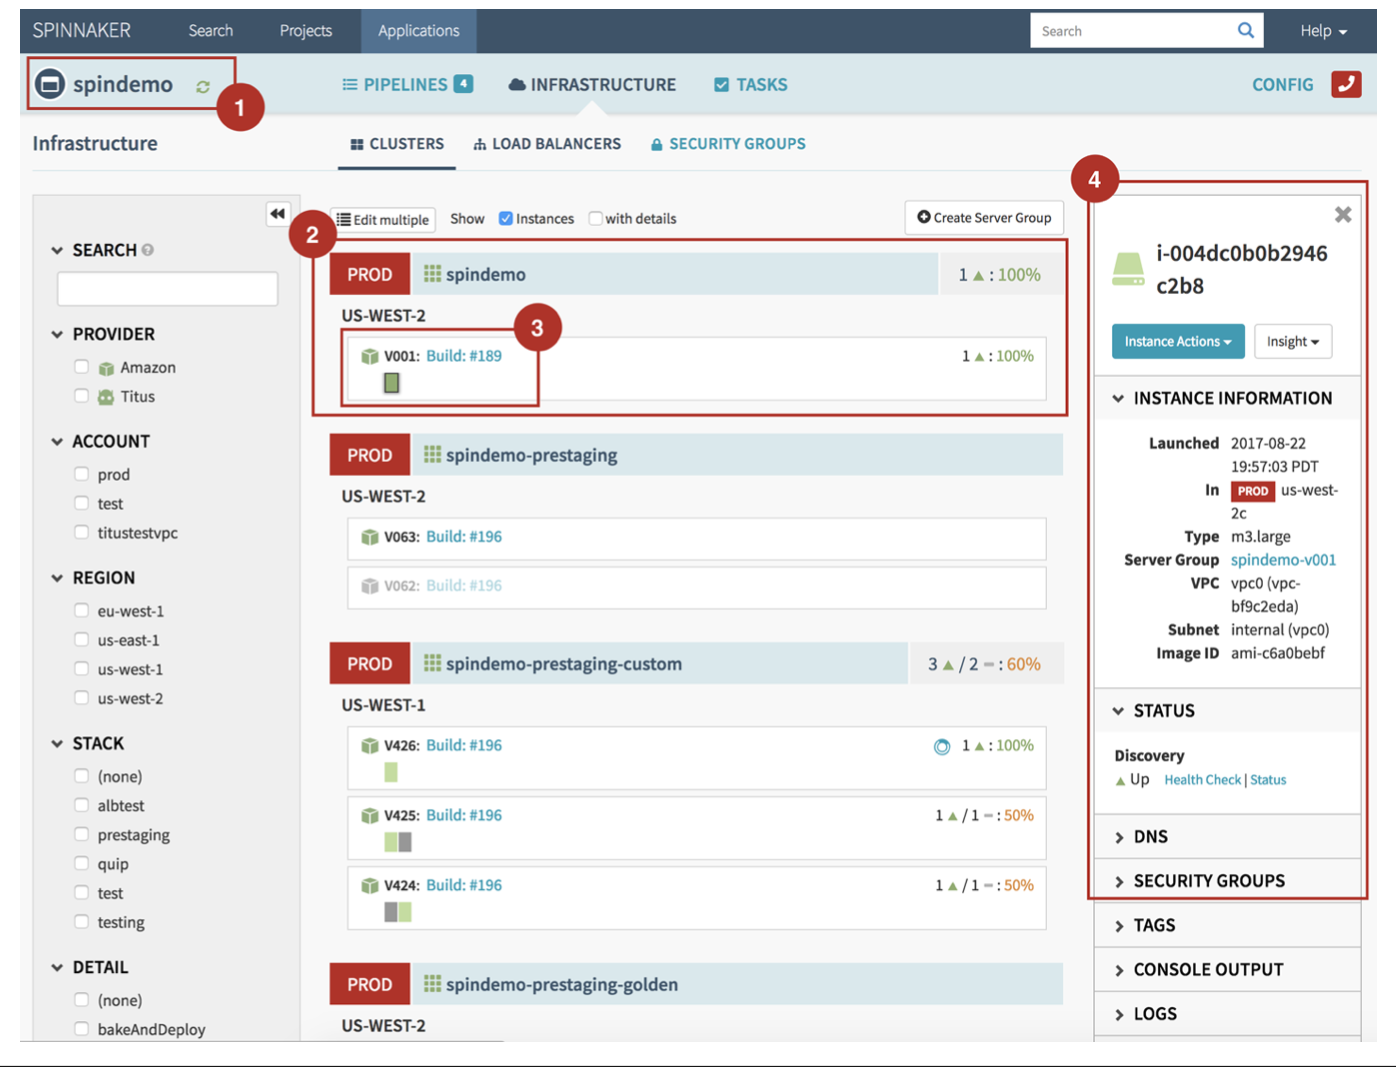 SPINNAKER Search Projects Applications Search Help
spindemo PIPELINES 4 INFRASTRUCTURE TASKS CONFIG
1
Infrastructure CLUSTERS LOAD BALANCERS SECURITY GROUPS
4
Edit multiple Show Instances with details Create Server Group
2
SEARCH
PROVIDER
Amazon
Titus
ACCOUNT
prod
test
titustestvpc
REGION
eu-west-1
us-east-1
us-west-1
us-west-2
STACK
(none)
albtest
prestaging
quip
test
testing
DETAIL
(none)
bakeAndDeploy
PROD spindemo 1 : 100%
US-WEST-2
3
V001: Build: #189 1 : 100%
PROD spindemo-prestaging
US-WEST-2
V063: Build: #196
V062: Build: #196
PROD spindemo-prestaging-custom 3 / 2 : 60%
US-WEST-1
V426: Build: #196 1 : 100%
V425: Build: #196 1 / 1 : 50%
V424: Build: #196 1 / 1 : 50%
PROD spindemo-prestaging-golden
US-WEST-2
i-004dc0b0b2946
c2b8
Instance Actions Insight
INSTANCE INFORMATION
Launched 2017-08-22
19:57:03 PDT
In PROD us-west-
2c
Type m3.large
Server Group spindemo-v001
VPC vpc0 (vpc-
bf9c2eda)
Subnet internal (vpc0)
Image ID ami-c6a0bebf
STATUS
Discovery
Up Health Check | Status
DNS
SECURITY GROUPS
TAGS
CONSOLE OUTPUT
LOGS